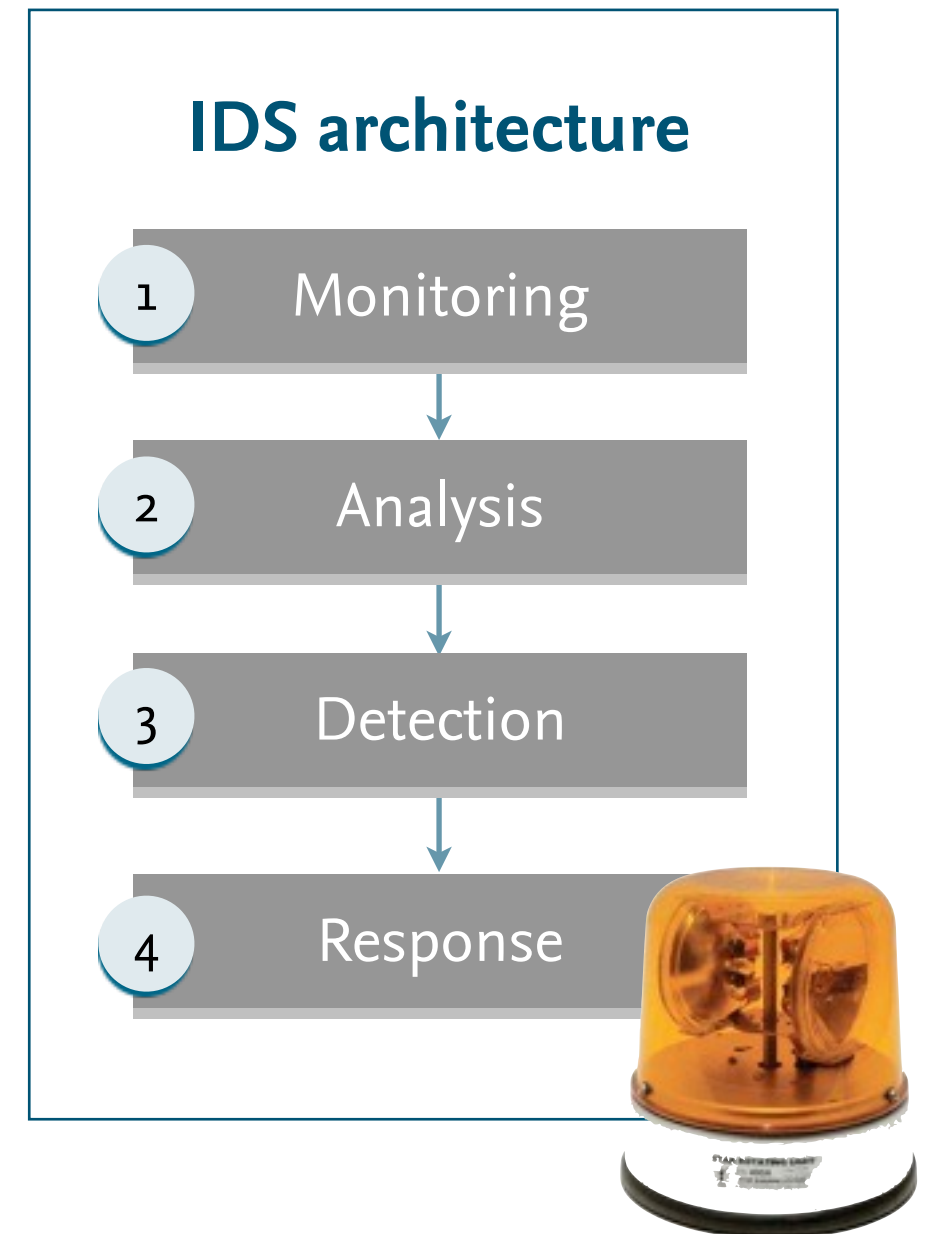 IDS architecture
1 Monitoring
2 Analysis
3 Detection
4 Response